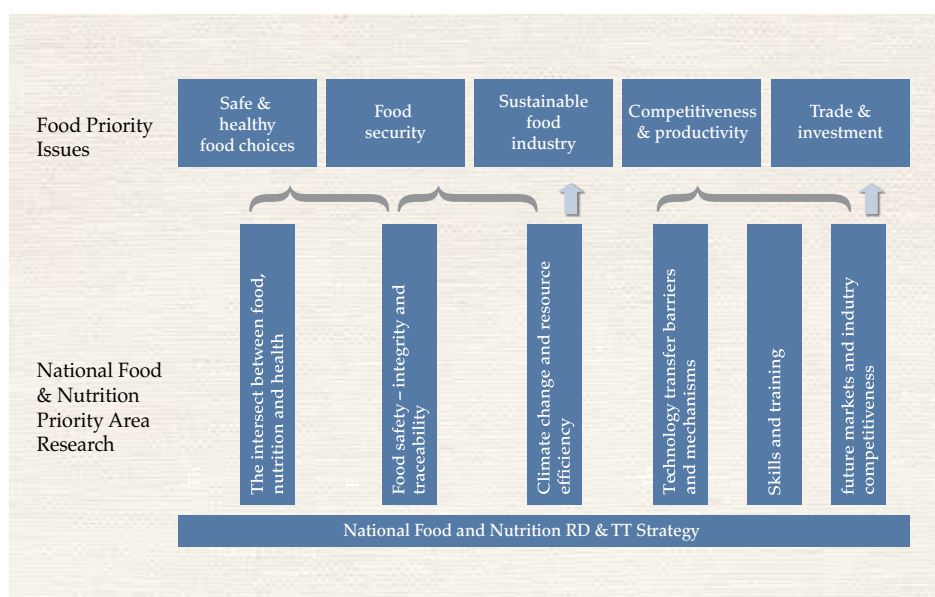 Food Priority
Issues
Safe &
healthy
food choices
Food
security
Sustainable
food
industry
Competitiveness
& productivity
Trade &
investment
National Food
& Nutrition
Priority Area
Research
The intersect between food,
nutrition and health
Food safety – integrity and
traceability
Climate change and resource
efficiency
Technology transfer barriers
and mechanisms
Skills and training
future markets and indutry
competitiveness
National Food and Nutrition RD & TT Strategy